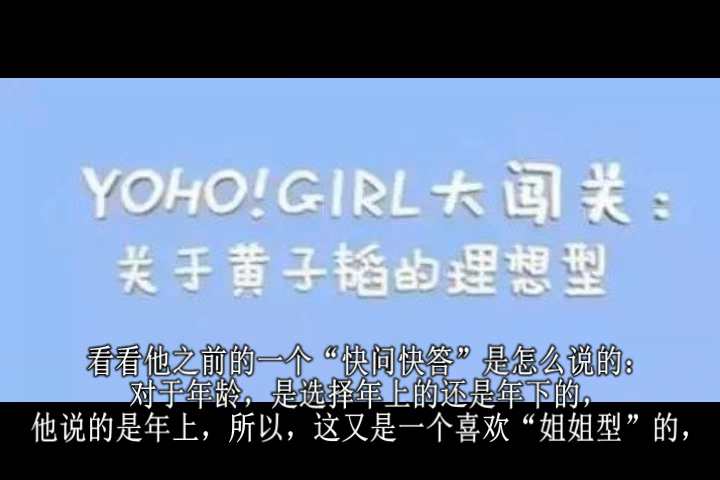 YOHO!GIRL大闯关：
关于黄子韬的理想型
看看他之前的一个“快问快答”是怎么说的：
对于年龄，是选择年上的还是年下的，
他说的是年上，所以，这又是一个喜欢“姐姐型”的，